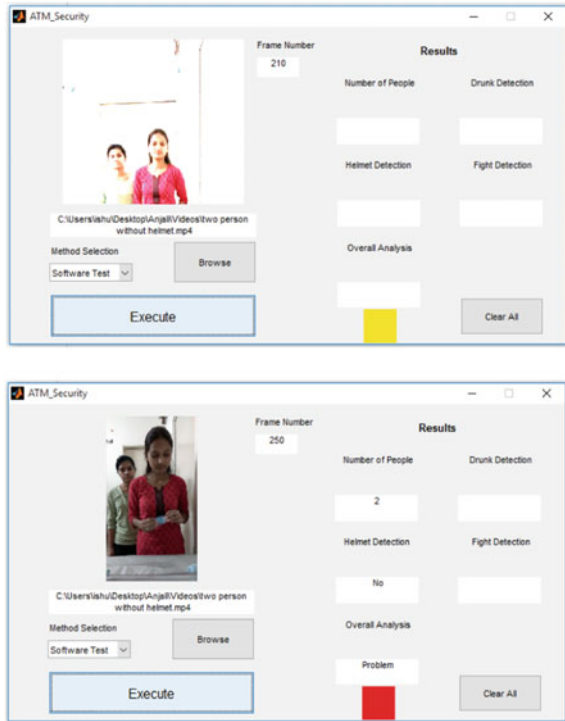 ATM_Security
Frame Number
210
Results
Number of People
Drunk Detection
Helmet Detection
Fight Detection
C:\Users\ishu\Desktop\Anjali\Videos\two person
without helmet.mp4
Method Selection
Software Test
Browse
Overall Analysis
Execute
Clear All
ATM_Security
Frame Number
250
Results
Number of People
Drunk Detection
2
Helmet Detection
Fight Detection
No
C:\Users\ishu\Desktop\Anjali\Videos\two person
without helmet.mp4
Method Selection
Software Test
Browse
Overall Analysis
Problem
Execute
Clear All